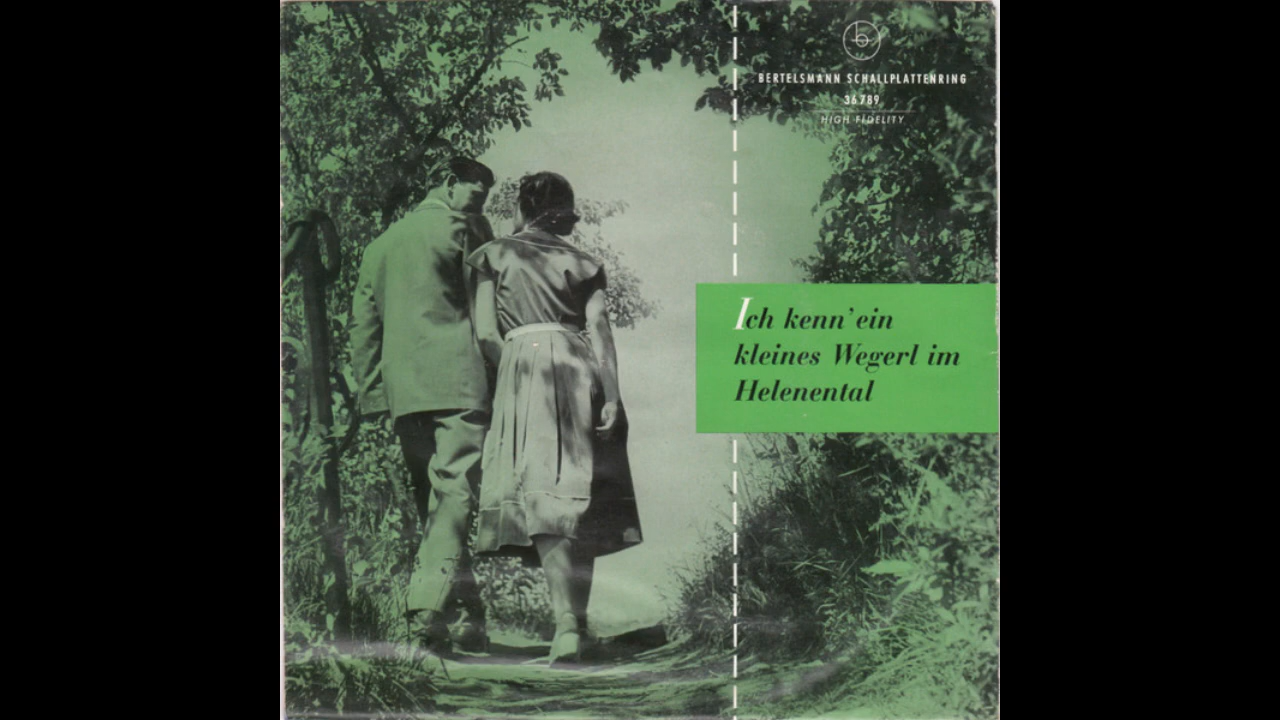 b
BERTELSMANN SCHALLPLATTENRING
36789
HIGH FIDELITY
Ich kenn' ein
kleines Wegerl im
Helenental